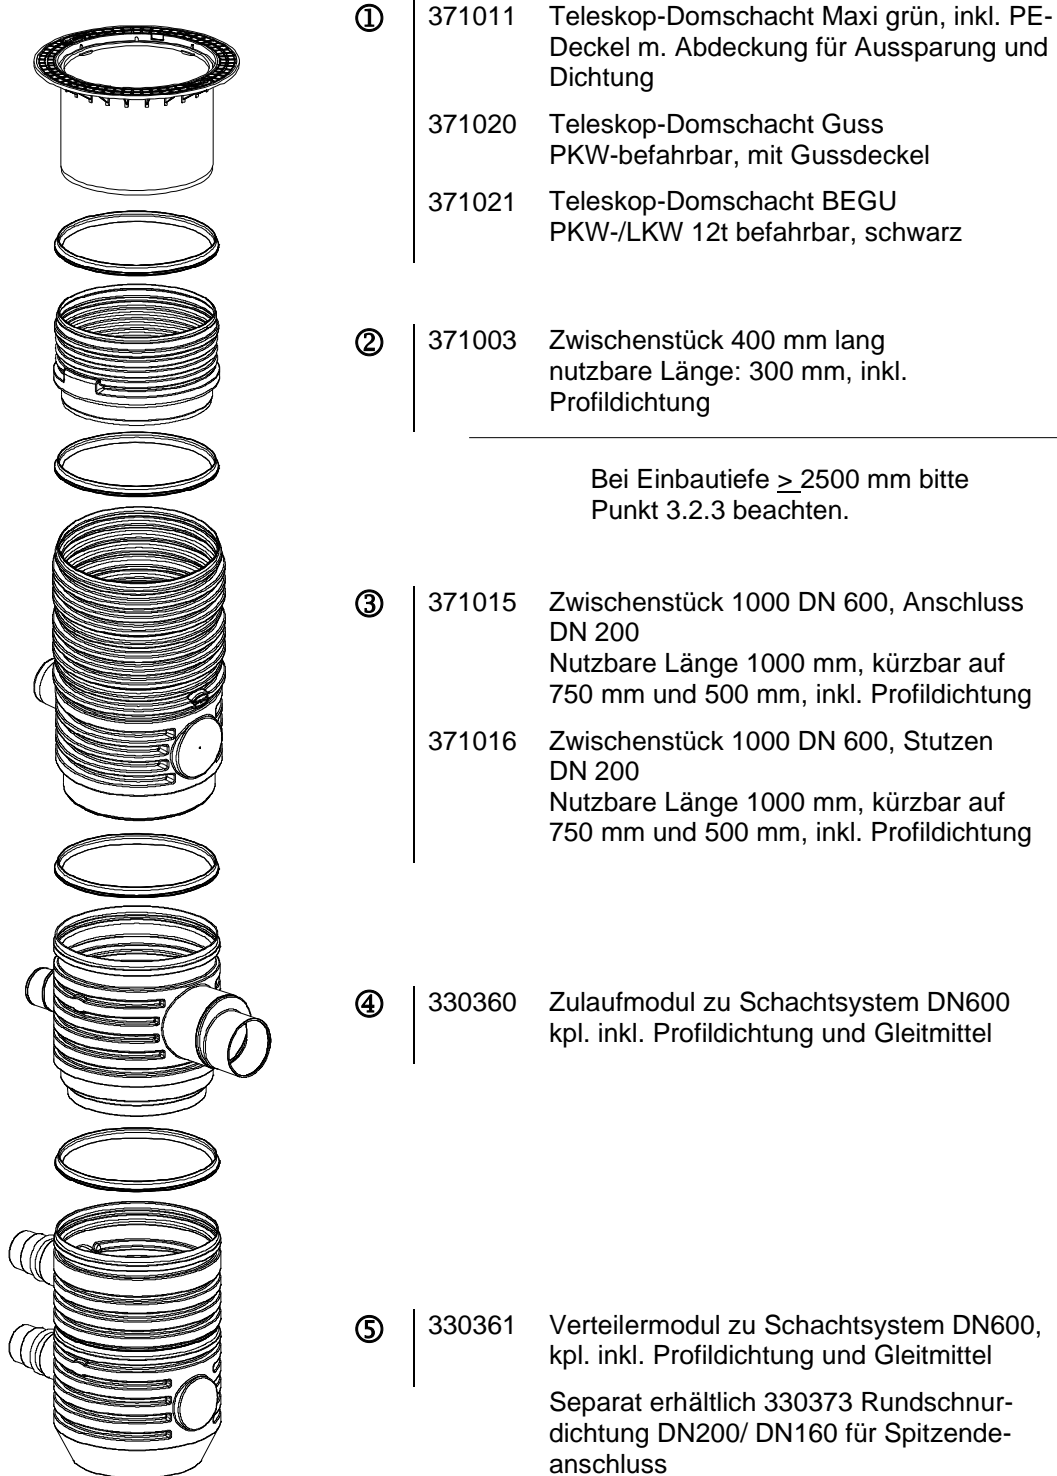 ① 371011 Teleskop-Domschacht Maxi grün, inkl. PE-
Deckel m. Abdeckung für Aussparung und
Dichtung
371020 Teleskop-Domschacht Guss
PKW-befahrbar, mit Gussdeckel
371021 Teleskop-Domschacht BEGU
PKW-/LKW 12t befahrbar, schwarz
② 371003 Zwischenstück 400 mm lang
nutzbare Länge: 300 mm, inkl.
Profildichtung
Bei Einbautiefe > 2500 mm bitte
Punkt 3.2.3 beachten.
③ 371015 Zwischenstück 1000 DN 600, Anschluss
DN 200
Nutzbare Länge 1000 mm, kürzbar auf
750 mm und 500 mm, inkl. Profildichtung
371016 Zwischenstück 1000 DN 600, Stutzen
DN 200
Nutzbare Länge 1000 mm, kürzbar auf
750 mm und 500 mm, inkl. Profildichtung
④ 330360 Zulaufmodul zu Schachtsystem DN600
kpl. inkl. Profildichtung und Gleitmittel
⑤ 330361 Verteilermodul zu Schachtsystem DN600,
kpl. inkl. Profildichtung und Gleitmittel
Separat erhältlich 330373 Rundschnur-
dichtung DN200/ DN160 für Spitzende-
anschluss